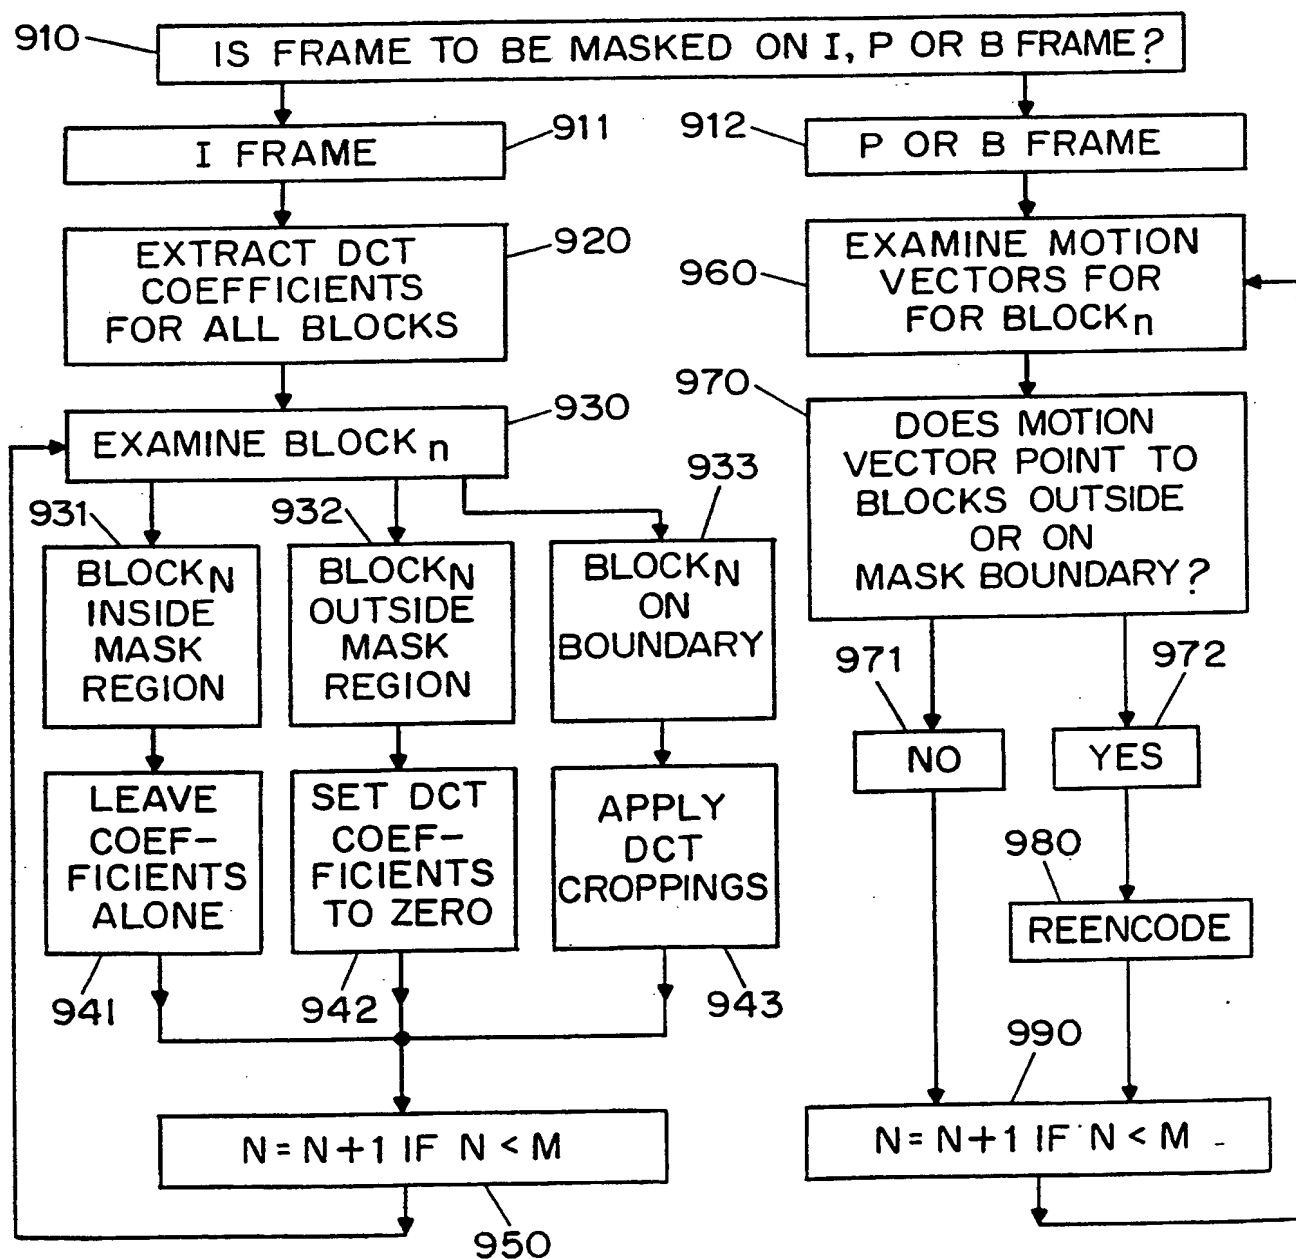 910
IS FRAME TO BE MASKED ON I, P OR B FRAME?
911
I FRAME
912
P OR B FRAME
920
EXTRACT DCT
COEFFICIENTS
FOR ALL BLOCKS
960
EXAMINE MOTION
VECTORS FOR
FOR BLOCKn
930
EXAMINE BLOCK n
970
DOES MOTION
VECTOR POINT TO
BLOCKS OUTSIDE
OR ON
MASK BOUNDARY?
931
BLOCKN
INSIDE
MASK
REGION
932
BLOCKN
OUTSIDE
MASK
REGION
933
BLOCKN
ON
BOUNDARY
971
NO
972
YES
LEAVE
COEF-
FICIENTS
ALONE
941
SET DCT
COEF-
FICIENTS
TO ZERO
942
APPLY
DCT
CROPPINGS
943
980
REENCODE
990
N = N+1 IF N < M
N = N+1 IF N < M
950